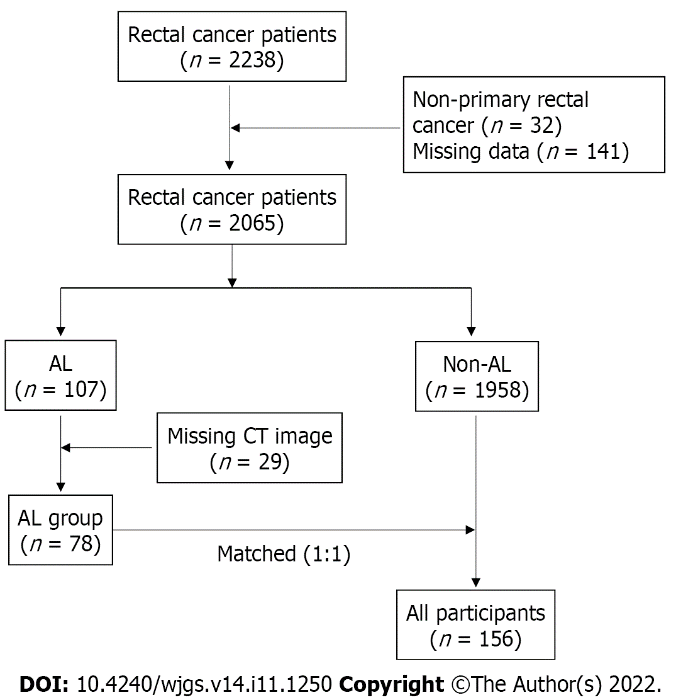 Rectal cancer patients
(n = 2238)
Non-primary rectal
cancer (n = 32)
Missing data (n = 141)
Rectal cancer patients
(n = 2065)
AL
(n = 107)
Non-AL
(n = 1958)
Missing CT image
(n = 29)
AL group
(n = 78)
Matched (1:1)
All participants
(n = 156)
DOI: 10.4240/wjgs.v14.i11.1250 Copyright ©The Author(s) 2022.